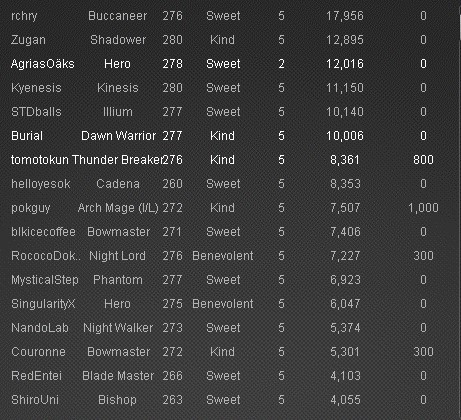 rchry Buccaneer 276 Sweet 5 17,956 0
Zugan Shadower 280 Kind 5 12,895 0
AgriasOäks Hero 278 Sweet 2 12,016 0
Kyenesis Kinesis 280 Sweet 5 11,150 0
STDballs Illium 277 Sweet 5 10,140 0
Burial Dawn Warrior 277 Kind 5 10,006 0
tomotokun Thunder Breaker 276 Kind 5 8,361 800
helloyesok Cadena 260 Sweet 5 8,353 0
pokguy Arch Mage (I/L) 272 Kind 5 7,507 1,000
blkicecoffee Bowmaster 271 Sweet 5 7,406 0
RococoDok.. Night Lord 276 Benevolent 5 7,227 300
MysticalStep Phantom 277 Sweet 5 6,923 0
SingularityX Hero 275 Benevolent 5 6,047 0
NandoLab Night Walker 273 Sweet 5 5,374 0
Couronne Bowmaster 272 Kind 5 5,301 300
RedEntei Blade Master 266 Sweet 5 4,103 0
ShiroUni Bishop 263 Sweet 5 4,055 0